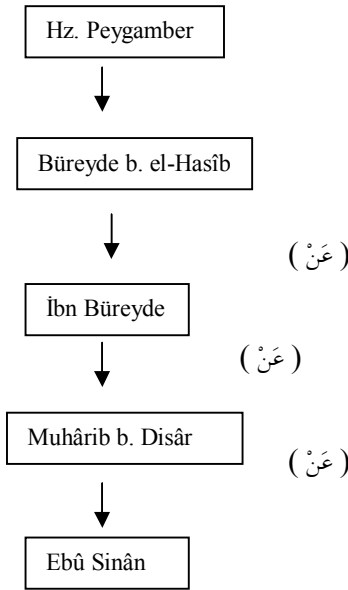 Hz. Peygamber
Büreyde b. el-Hasîb
( عَنْ )
İbn Büreyde
( عَنْ )
Muhârib b. Disâr
( عَنْ )
Ebû Sinân